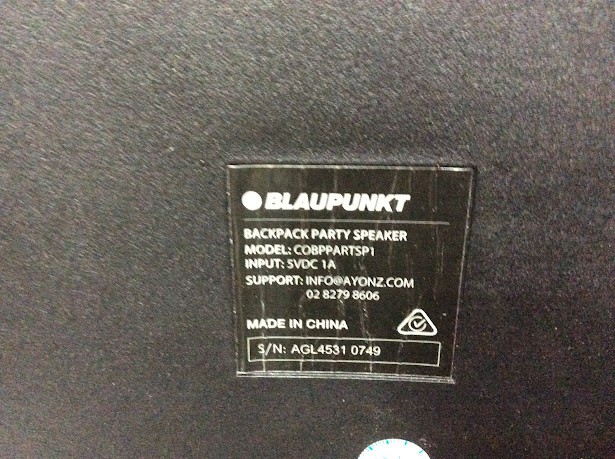 BLAUPUNKT
BACKPACK PARTY SPEAKER
MODEL: COBPPARTSP1
INPUT: 5VDC 1A
SUPPORT: INFO@AYONZ.COM
02 8279 8606
MADE IN CHINA
S/N: AGL4531 0749